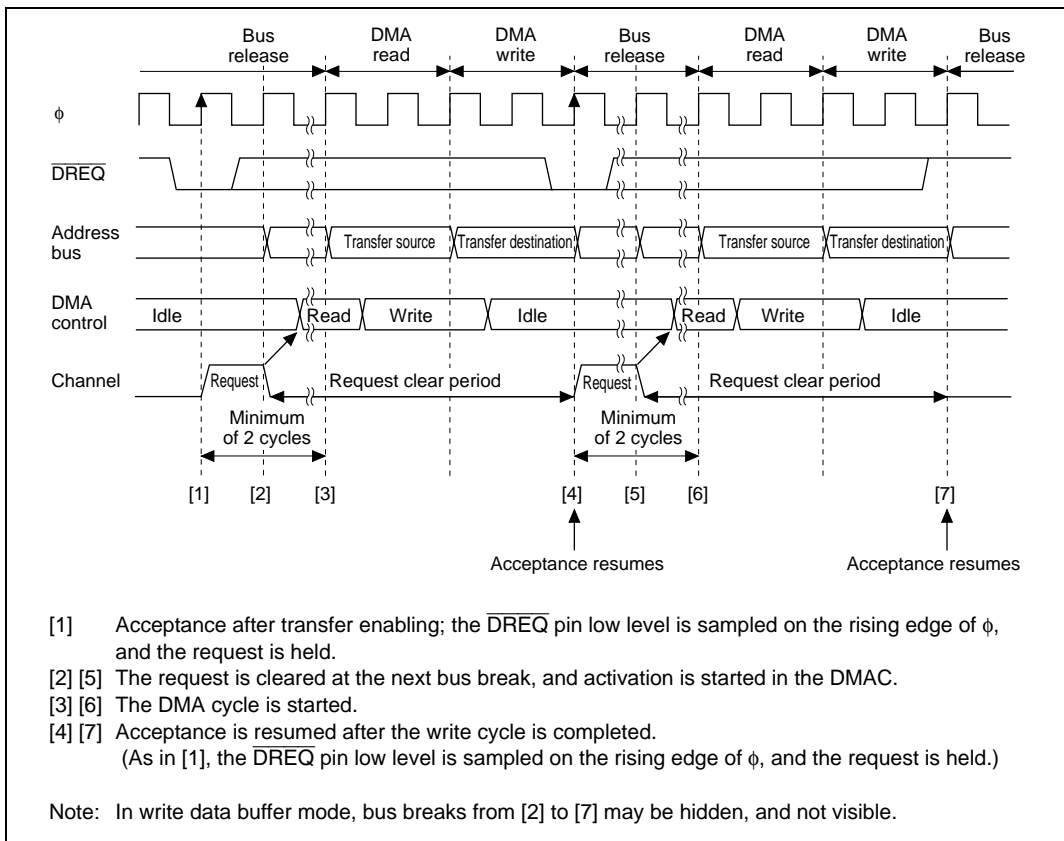 Bus release
DMA read
DMA write
Bus release
DMA read
DMA write
Bus release
ϕ
DREQ
Address bus
Transfer source
Transfer destination
Transfer source
Transfer destination
DMA control
Idle
Read
Write
Idle
Read
Write
Idle
Channel
Request
Request clear period
Request
Request clear period
Minimum of 2 cycles
Minimum of 2 cycles
[1]
[2]
[3]
[4]
[5]
[6]
[7]
Acceptance resumes
Acceptance resumes
[1] Acceptance after transfer enabling; the DREQ pin low level is sampled on the rising edge of ϕ,
and the request is held.
[2] [5] The request is cleared at the next bus break, and activation is started in the DMAC.
[3] [6] The DMA cycle is started.
[4] [7] Acceptance is resumed after the write cycle is completed.
(As in [1], the DREQ pin low level is sampled on the rising edge of ϕ, and the request is held.)
Note: In write data buffer mode, bus breaks from [2] to [7] may be hidden, and not visible.